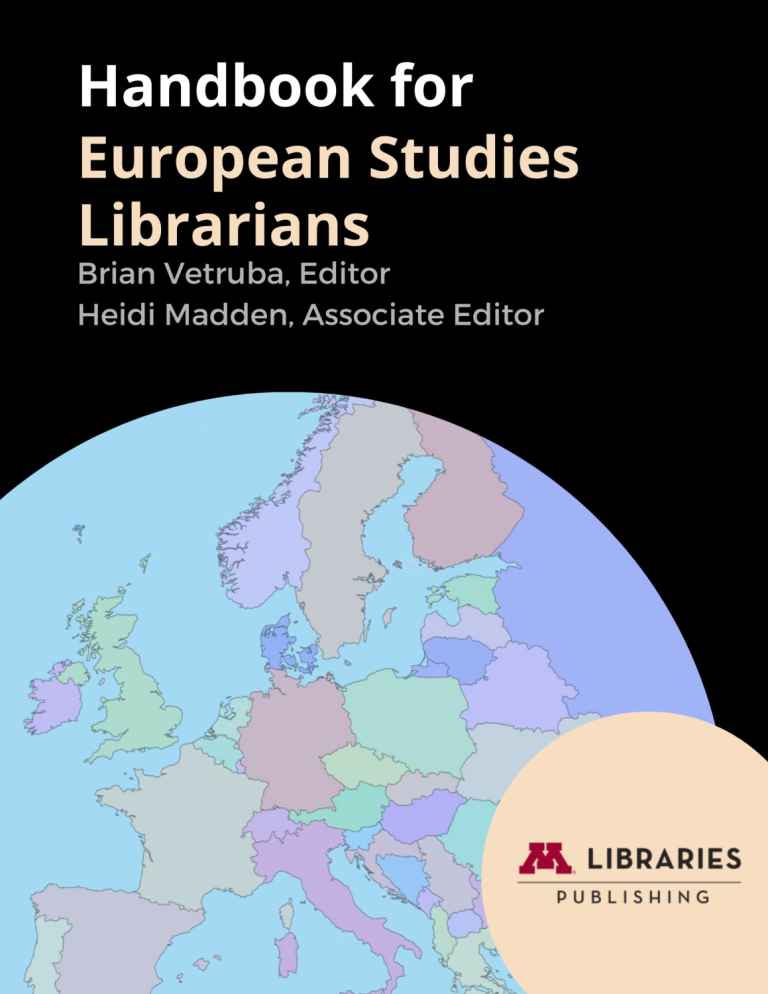 Handbook for
European Studies
Librarians
Brian Vetruba, Editor
Heidi Madden, Associate Editor
M LIBRARIES
PUBLISHING